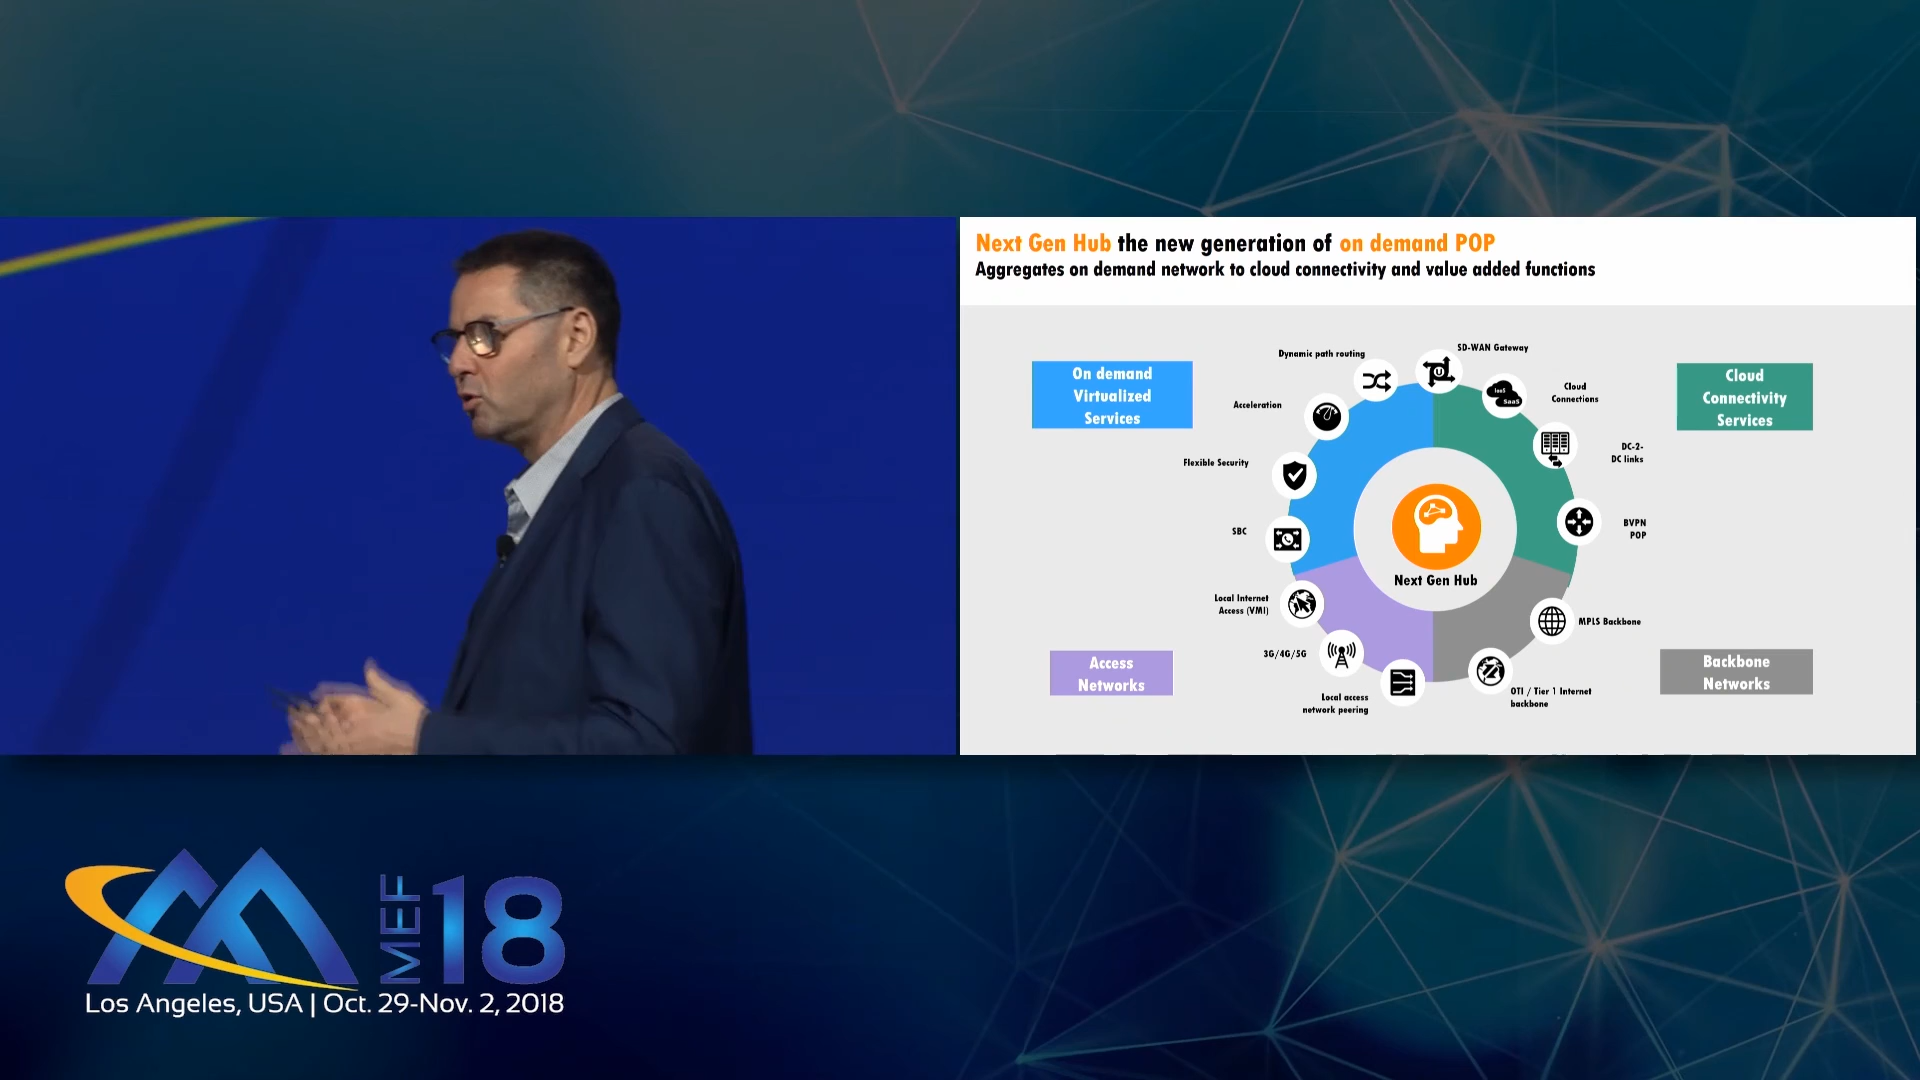 Next Gen Hub the new generation of on demand POP
Aggregates on demand network to cloud connectivity and value added functions
On demand
Virtualized
Services
Cloud
Connectivity
Services
Dynamic path routing
SD-WAN Gateway
Acceleration
Cloud
Connections
IaaS
SaaS
Flexible Security
DC-2-
DC links
SBC
BVPN
POP
Next Gen Hub
Local Internet
Access (VMI)
MPLS Backbone
3G/4G/5G
Local access
network peering
OTI / Tier 1 Internet
backbone
Access
Networks
Backbone
Networks
MEF 18
Los Angeles, USA | Oct. 29-Nov. 2, 2018